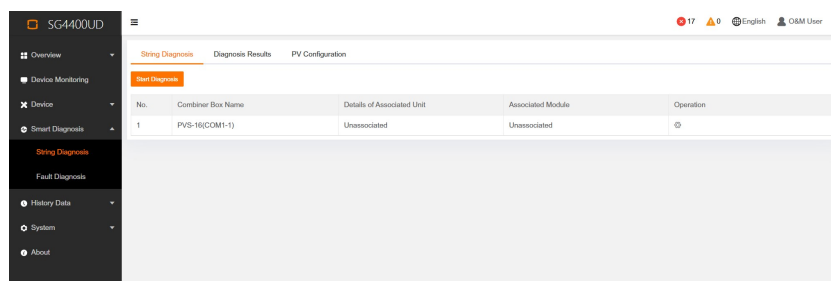 SG4400UD
17 0 English O&M User
Overview
Device Monitoring
Device
Smart Diagnosis
String Diagnosis
Fault Diagnosis
History Data
System
About
String Diagnosis Diagnosis Results PV Configuration
Start Diagnosis
No. Combiner Box Name Details of Associated Unit Associated Module Operation
1 PVS-16(COM1-1) Unassociated Unassociated